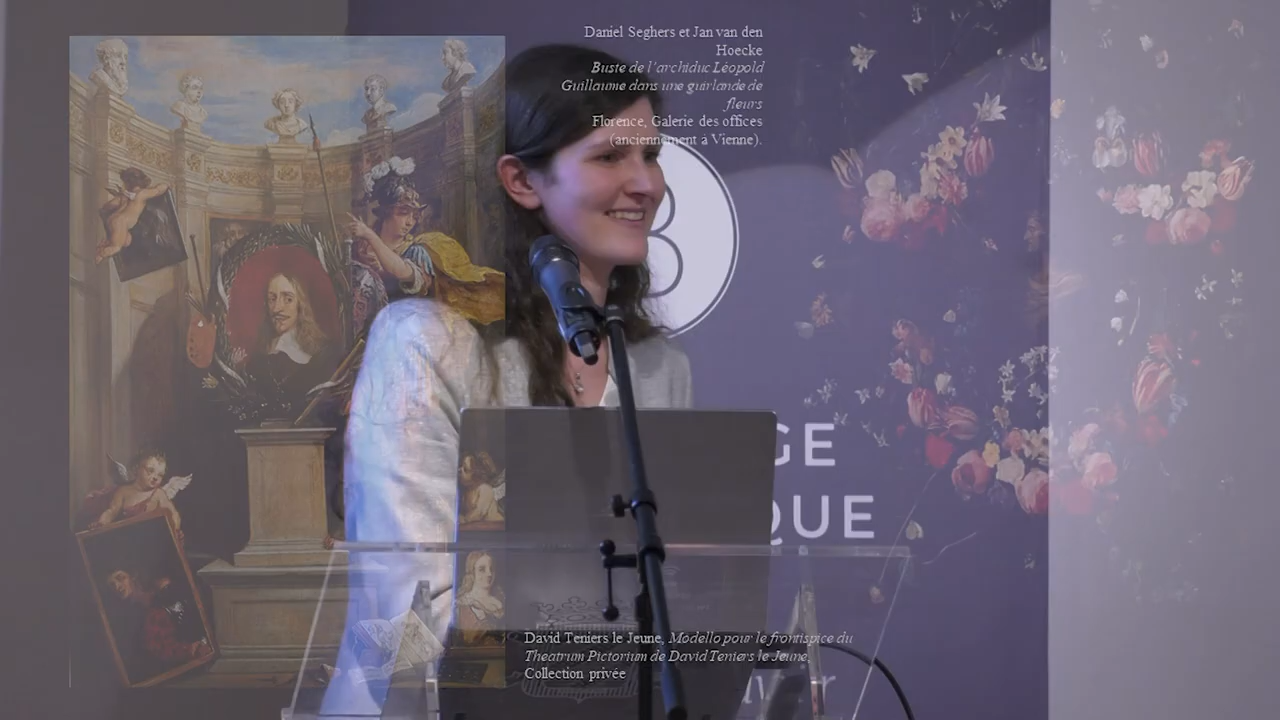 Daniel Seghers et Jan van den
Hoecke
Buste de l'archiduc Léopold
Guillaume dans une guirlande de
fleurs
Florence, Galerie des offices
(anciennement à Vienne).
B
GE
QUE
David Teniers le Jeune, Modello pour le frontispice du
Theatrum Pictorium de David Teniers le Jeune,
Collection privée